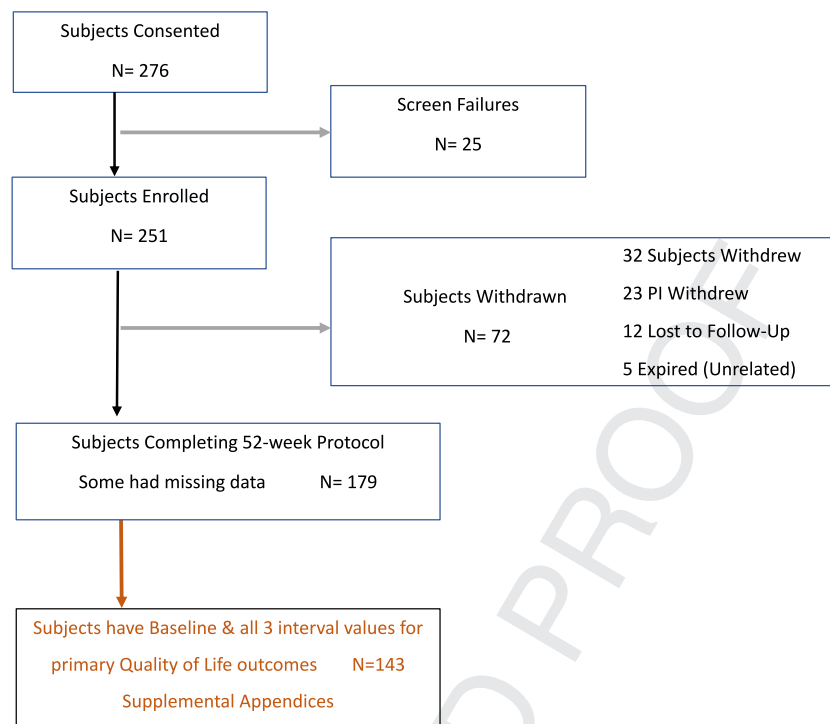 Subjects Consented
N= 276
Screen Failures
N= 25
Subjects Enrolled
N= 251
Subjects Withdrawn
N= 72
32 Subjects Withdrew
23 PI Withdrew
12 Lost to Follow-Up
5 Expired (Unrelated)
Subjects Completing 52-week Protocol
Some had missing data N= 179
Subjects have Baseline & all 3 interval values for
primary Quality of Life outcomes N=143
Supplemental Appendices
D PROOF